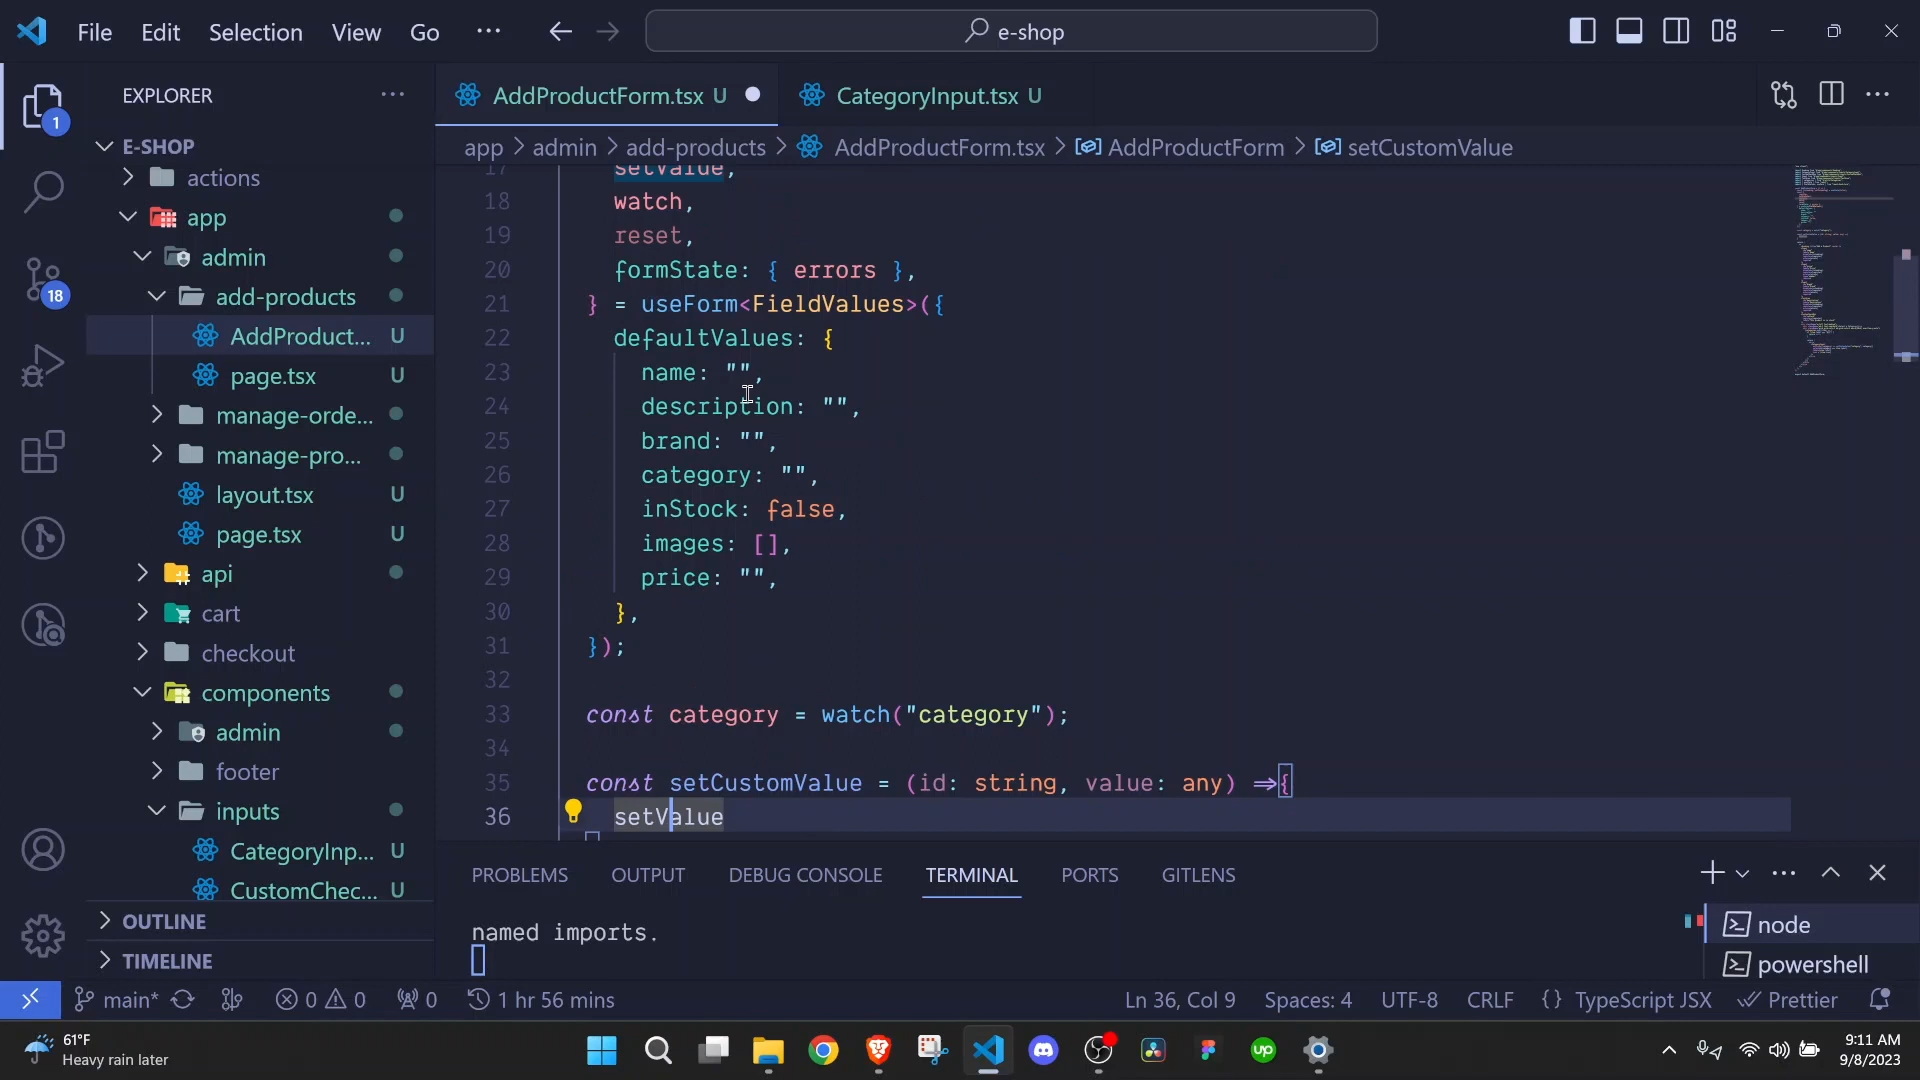 File Edit Selection View Go ··· e-shop
EXPLORER ···
AddProductForm.tsx U
CategoryInput.tsx U
1
E-SHOP
app > admin > add-products > AddProductForm.tsx > AddProductForm > setCustomValue
actions
app
admin
add-products
AddProduct... U
page.tsx U
manage-orde...
manage-pro...
layout.tsx U
page.tsx U
api
cart
checkout
components
admin
footer
inputs
CategoryInp... U
CustomChec... U
OUTLINE
TIMELINE
18
17 setValue,
18 watch,
19 reset,
20 formState: { errors },
21 } = useForm<FieldValues>({
22 defaultValues: {
23 name: "",
24 description: "",
25 brand: "",
26 category: "",
27 inStock: false,
28 images: [],
29 price: "",
30 },
31 });
32
33 const category = watch("category");
34
35 const setCustomValue = (id: string, value: any) =>{
36 setValue
PROBLEMS OUTPUT DEBUG CONSOLE TERMINAL PORTS GITLENS
named imports.
node
powershell
main* 0 0 0 1 hr 56 mins Ln 36, Col 9 Spaces: 4 UTF-8 CRLF {} TypeScript JSX Prettier
61°F
Heavy rain later
up
9:11 AM
9/8/2023